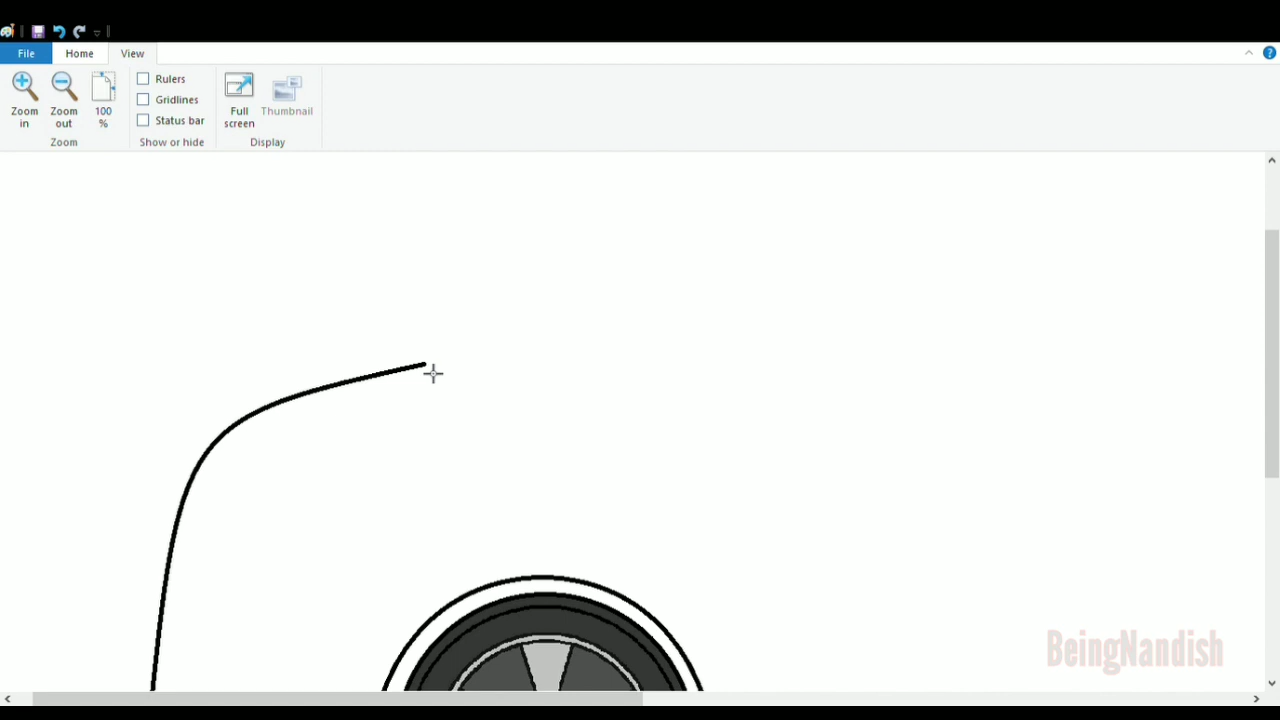 File Home View
Zoom in
Zoom out
100 %
Rulers
Gridlines
Status bar
Full screen
Thumbnail
Zoom
Show or hide
Display
BeingNandish